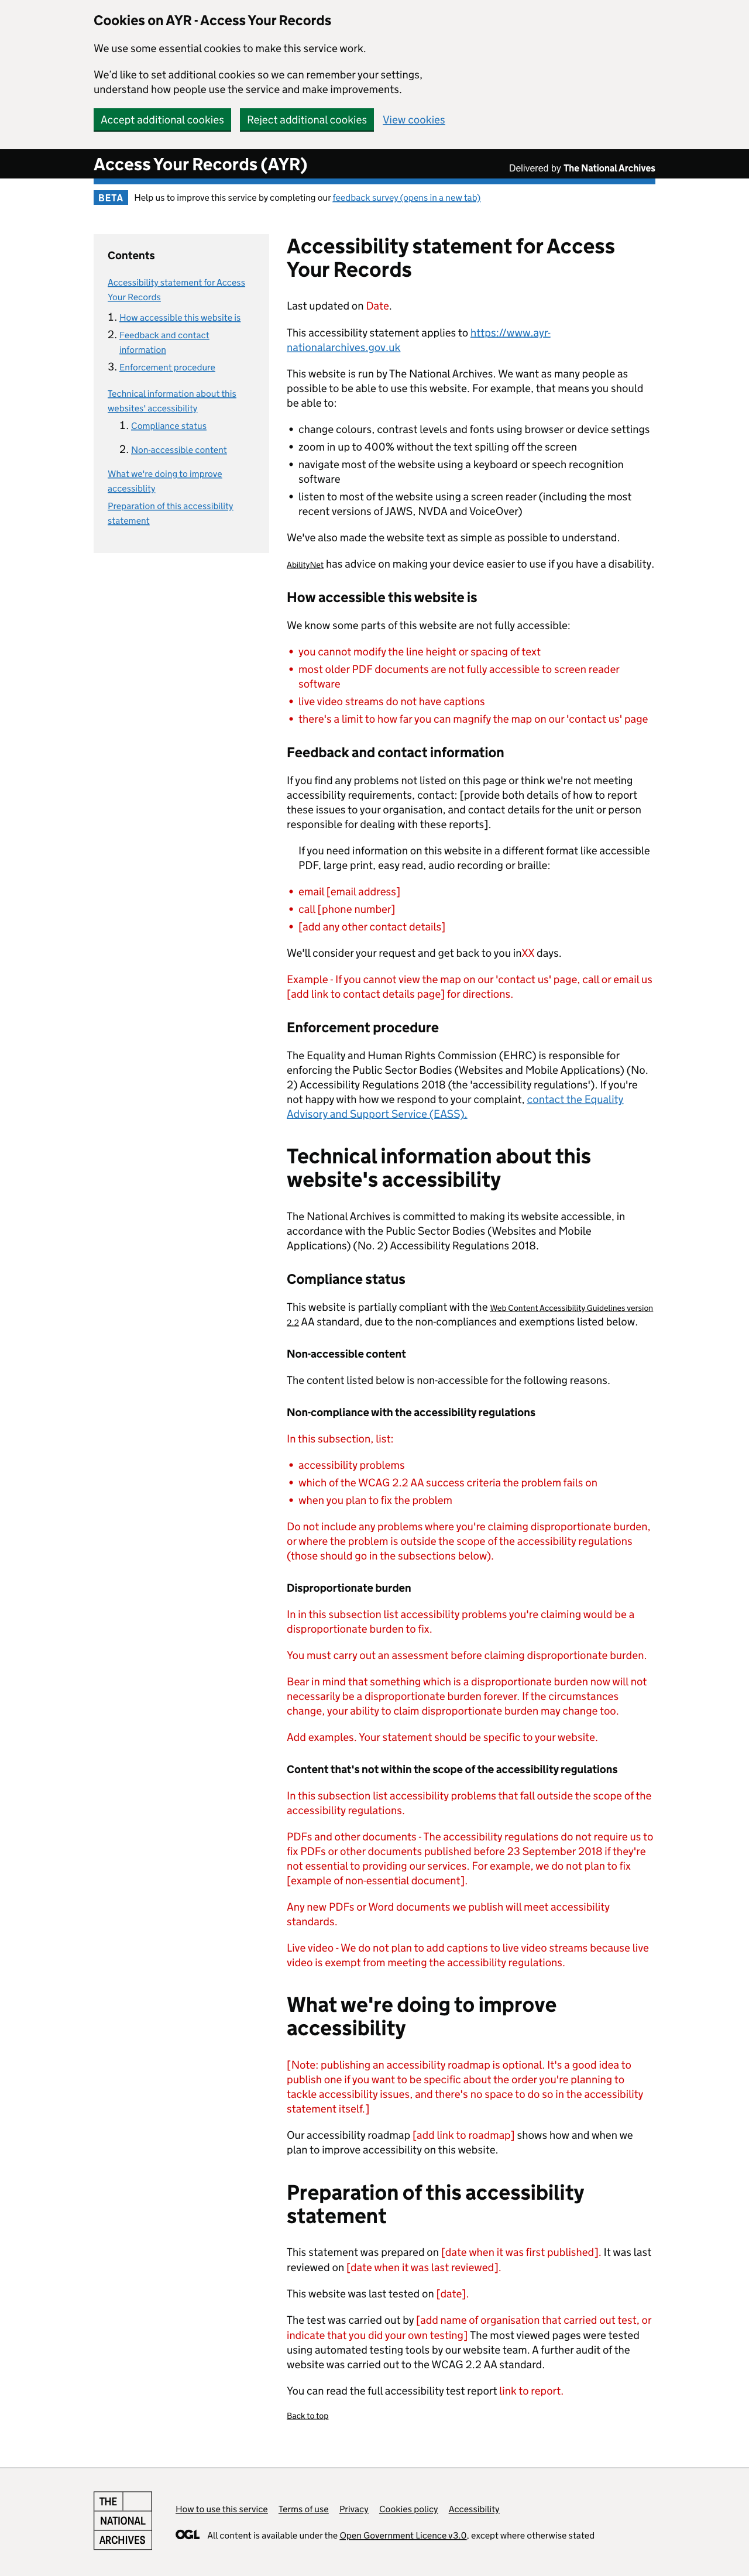 Cookies on AYR - Access Your Records
We use some essential cookies to make this service work.
We'd like to set additional cookies so we can remember your settings,
understand how people use the service and make improvements.
Accept additional cookies
Reject additional cookies
View cookies
Access Your Records (AYR)
Delivered by The National Archives
BETA
Help us to improve this service by completing our feedback survey (opens in a new tab)
Contents
Accessibility statement for Access
Your Records
1. How accessible this website is
2. Feedback and contact
information
3. Enforcement procedure
Technical information about this
websites' accessibility
1. Compliance status
2. Non-accessible content
What we're doing to improve
accessiblity
Preparation of this accessibility
statement
Accessibility statement for Access
Your Records
Last updated on Date.
This accessibility statement applies to https://www.ayr-
nationalarchives.gov.uk
This website is run by The National Archives. We want as many people as
possible to be able to use this website. For example, that means you should
be able to:
• change colours, contrast levels and fonts using browser or device settings
• zoom in up to 400% without the text spilling off the screen
• navigate most of the website using a keyboard or speech recognition
software
• listen to most of the website using a screen reader (including the most
recent versions of JAWS, NVDA and VoiceOver)
We've also made the website text as simple as possible to understand.
AbilityNet has advice on making your device easier to use if you have a disability.
How accessible this website is
We know some parts of this website are not fully accessible:
• you cannot modify the line height or spacing of text
• most older PDF documents are not fully accessible to screen reader
software
• live video streams do not have captions
• there's a limit to how far you can magnify the map on our 'contact us' page
Feedback and contact information
If you find any problems not listed on this page or think we're not meeting
accessibility requirements, contact: [provide both details of how to report
these issues to your organisation, and contact details for the unit or person
responsible for dealing with these reports].
If you need information on this website in a different format like accessible
PDF, large print, easy read, audio recording or braille:
• email [email address]
• call [phone number]
• [add any other contact details]
We'll consider your request and get back to you inXX days.
Example - If you cannot view the map on our 'contact us' page, call or email us
[add link to contact details page] for directions.
Enforcement procedure
The Equality and Human Rights Commission (EHRC) is responsible for
enforcing the Public Sector Bodies (Websites and Mobile Applications) (No.
2) Accessibility Regulations 2018 (the 'accessibility regulations'). If you're
not happy with how we respond to your complaint, contact the Equality
Advisory and Support Service (EASS).
Technical information about this
website's accessibility
The National Archives is committed to making its website accessible, in
accordance with the Public Sector Bodies (Websites and Mobile
Applications) (No. 2) Accessibility Regulations 2018.
Compliance status
This website is partially compliant with the Web Content Accessibility Guidelines version
2.2 AA standard, due to the non-compliances and exemptions listed below.
Non-accessible content
The content listed below is non-accessible for the following reasons.
Non-compliance with the accessibility regulations
In this subsection, list:
• accessibility problems
• which of the WCAG 2.2 AA success criteria the problem fails on
• when you plan to fix the problem
Do not include any problems where you're claiming disproportionate burden,
or where the problem is outside the scope of the accessibility regulations
(those should go in the subsections below).
Disproportionate burden
In in this subsection list accessibility problems you're claiming would be a
disproportionate burden to fix.
You must carry out an assessment before claiming disproportionate burden.
Bear in mind that something which is a disproportionate burden now will not
necessarily be a disproportionate burden forever. If the circumstances
change, your ability to claim disproportionate burden may change too.
Add examples. Your statement should be specific to your website.
Content that's not within the scope of the accessibility regulations
In this subsection list accessibility problems that fall outside the scope of the
accessibility regulations.
PDFs and other documents - The accessibility regulations do not require us to
fix PDFs or other documents published before 23 September 2018 if they're
not essential to providing our services. For example, we do not plan to fix
[example of non-essential document].
Any new PDFs or Word documents we publish will meet accessibility
standards.
Live video - We do not plan to add captions to live video streams because live
video is exempt from meeting the accessibility regulations.
What we're doing to improve
accessibility
[Note: publishing an accessibility roadmap is optional. It's a good idea to
publish one if you want to be specific about the order you're planning to
tackle accessibility issues, and there's no space to do so in the accessibility
statement itself.]
Our accessibility roadmap [add link to roadmap] shows how and when we
plan to improve accessibility on this website.
Preparation of this accessibility
statement
This statement was prepared on [date when it was first published]. It was last
reviewed on [date when it was last reviewed].
This website was last tested on [date].
The test was carried out by [add name of organisation that carried out test, or
indicate that you did your own testing] The most viewed pages were tested
using automated testing tools by our website team. A further audit of the
website was carried out to the WCAG 2.2 AA standard.
You can read the full accessibility test report link to report.
Back to top
THE
NATIONAL
ARCHIVES
How to use this service
Terms of use
Privacy
Cookies policy
Accessibility
OGL
All content is available under the Open Government Licence v3.0, except where otherwise stated